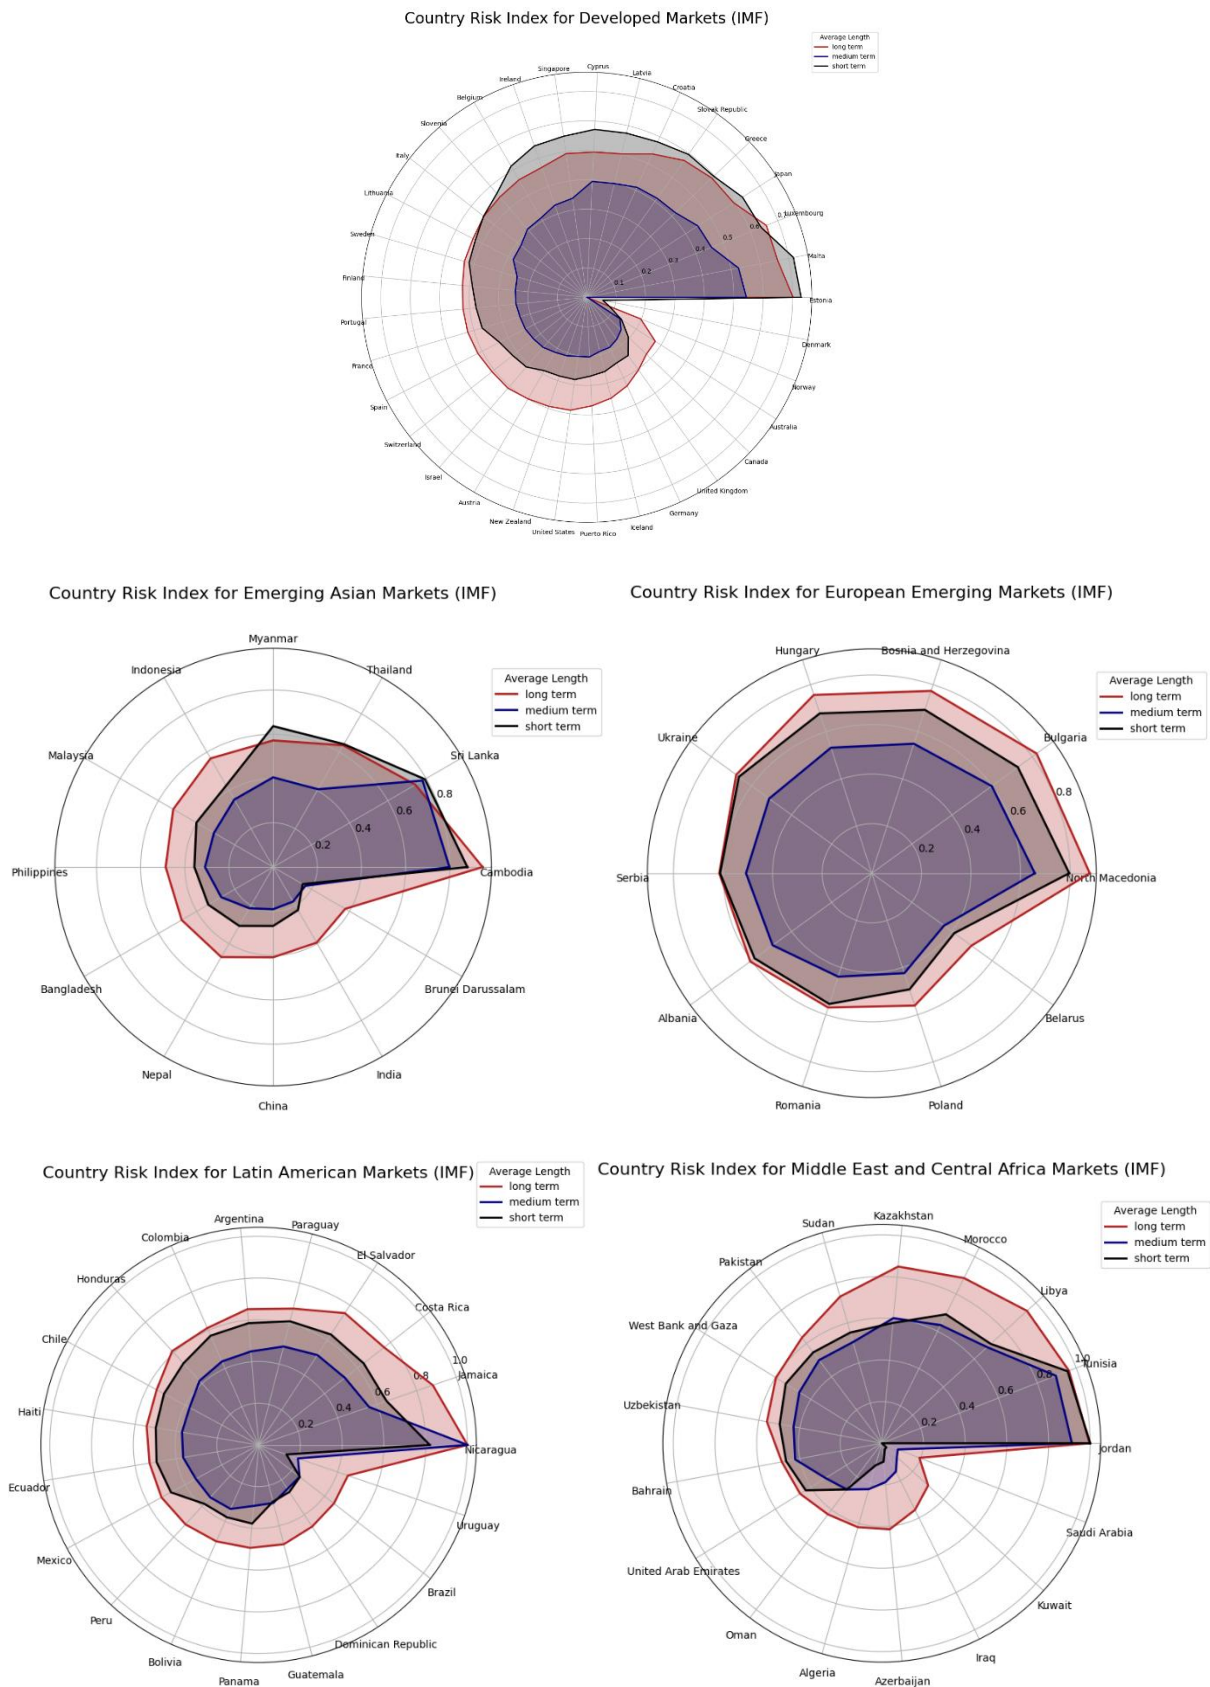 Country Risk Index for Developed Markets (IMF)
Average Length
long term
medium term
short term
Cyprus
Singapore
Latvia
Ireland
Croatia
Belgium
Slovak Republic
Slovenia
Greece
Italy
Japan
Lithuania
0.7
Luxembourg
0.6
Sweden
0.5
0.4
Malta
0.3
0.2
Finland
0.1
Estonia
Portugal
Denmark
France
Norway
Spain
Australia
Switzerland
Canada
Israel
United Kingdom
Austria
Germany
New Zealand
Iceland
United States
Puerto Rico
Country Risk Index for Emerging Asian Markets (IMF)
Average Length
long term
medium term
short term
Myanmar
Indonesia
Thailand
Malaysia
Sri Lanka
0.8
0.6
0.4
0.2
Philippines
Cambodia
Bangladesh
Brunei Darussalam
Nepal
India
China
Country Risk Index for European Emerging Markets (IMF)
Average Length
long term
medium term
short term
Hungary
Bosnia and Herzegovina
Ukraine
Bulgaria
0.8
0.6
0.4
0.2
Serbia
North Macedonia
Albania
Belarus
Romania
Poland
Country Risk Index for Latin American Markets (IMF)
Average Length
long term
medium term
short term
Argentina
Paraguay
Colombia
El Salvador
Honduras
Costa Rica
Chile
1.0
Jamaica
0.8
0.6
0.4
0.2
Haiti
Nicaragua
Ecuador
Uruguay
Mexico
Brazil
Peru
Dominican Republic
Bolivia
Guatemala
Panama
Country Risk Index for Middle East and Central Africa Markets (IMF)
Average Length
long term
medium term
short term
Kazakhstan
Sudan
Morocco
Pakistan
Libya
West Bank and Gaza
1.0
Tunisia
0.8
0.6
0.4
0.2
Uzbekistan
Jordan
Bahrain
Saudi Arabia
United Arab Emirates
Kuwait
Oman
Iraq
Algeria
Azerbaijan